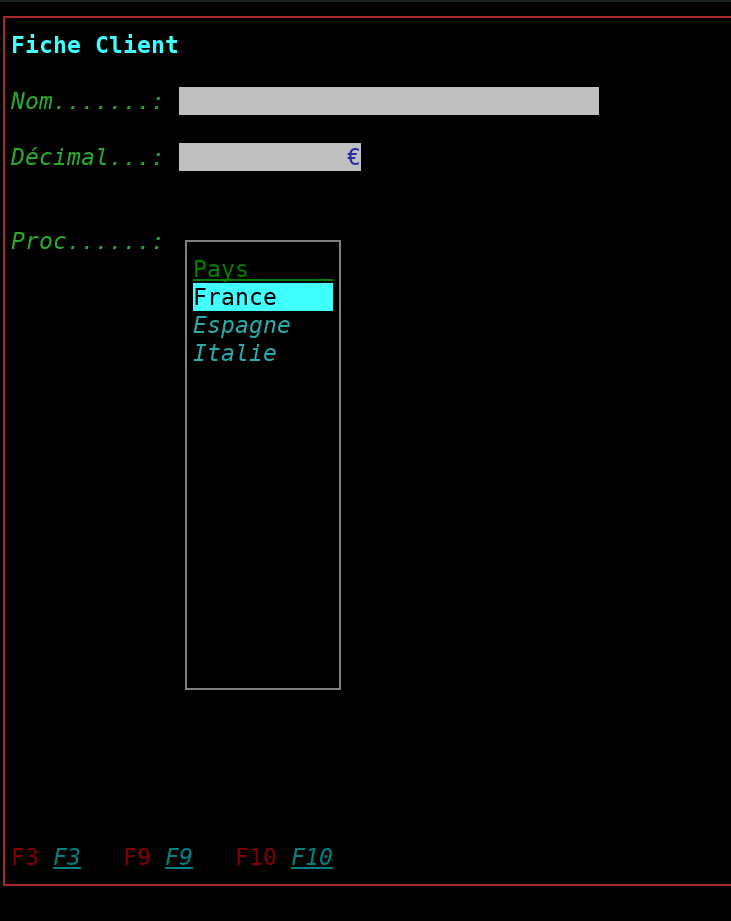 Fiche Client
Nom.......:
Décimal...: €
Proc......:
Pays
France
Espagne
Italie
F3 F3 F9 F9 F10 F10